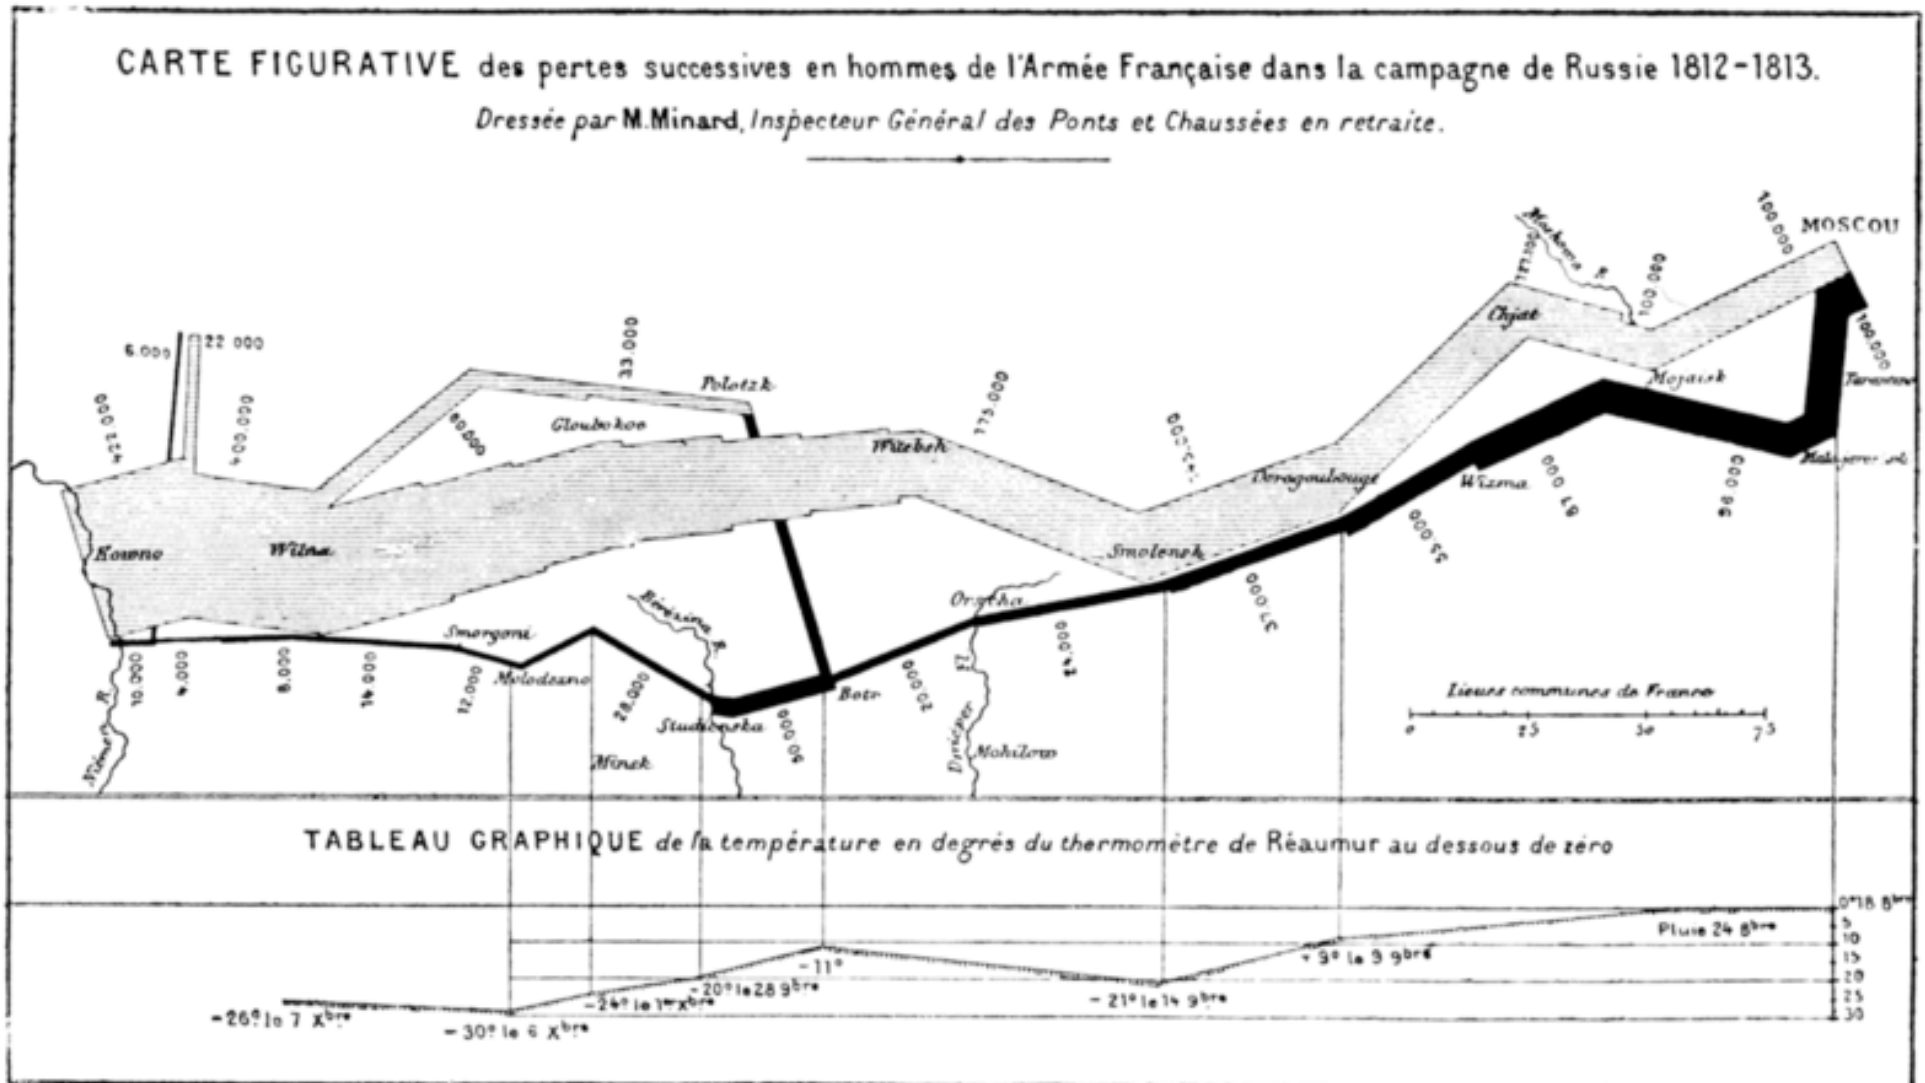 CARTE FIGURATIVE des pertes successives en hommes de l'Armée Française dans la campagne de Russie 1812-1813.
Dressée par M. Minard, Inspecteur Général des Ponts et Chaussées en retraite.
MOSCOU
100.000
Moskowa R.
100.000
127.100
Chjat
Mojaisk
100.000
Tarantino
6.000
22 000
33.000
Polotzk
422.000
400.000
60.000
Gloubokoe
Witebsk
175.000
145.000
Dorogoubouge
Wizma
87 000
96 000
55 000
Kowno
Wilna
Smolensk
37.000
Smorgoni
Bérézina R.
Orscha
24.000
10.000
4.000
8.000
14 000
12.000
Molodezno
28.000
Studienska
50.000
Botr
20.000
Minsk
Niémen R.
Dniéper
Mohilow
Lieues communes de France
0 25 50 75
TABLEAU GRAPHIQUE de la température en degrés du thermomètre de Réaumur au dessous de zéro
0° 18 8bre
5
10
15
20
25
30
Pluie 24 8bre
- 9° le 9 9bre
-21° le 14 9bre
-11°
-20° le 28 9bre
-24° le 1er Xbre
-30° le 6 Xbre
-26° le 7 Xbre